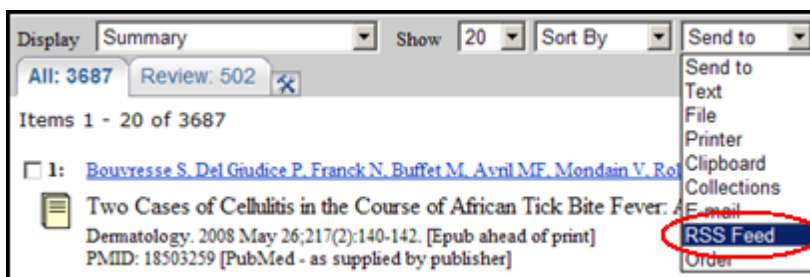 Display Summary Show 20 Sort By Send to
All: 3687 Review: 502
Send to
Text
File
Printer
Clipboard
Collections
E-mail
RSS Feed
Order
Items 1 - 20 of 3687
1: Bouvresse S, Del Giudice P, Franck N, Buffet M, Avril MF, Mondain V, Rol
Two Cases of Cellulitis in the Course of African Tick Bite Fever: A
Dermatology. 2008 May 26;217(2):140-142. [Epub ahead of print]
PMID: 18503259 [PubMed - as supplied by publisher]